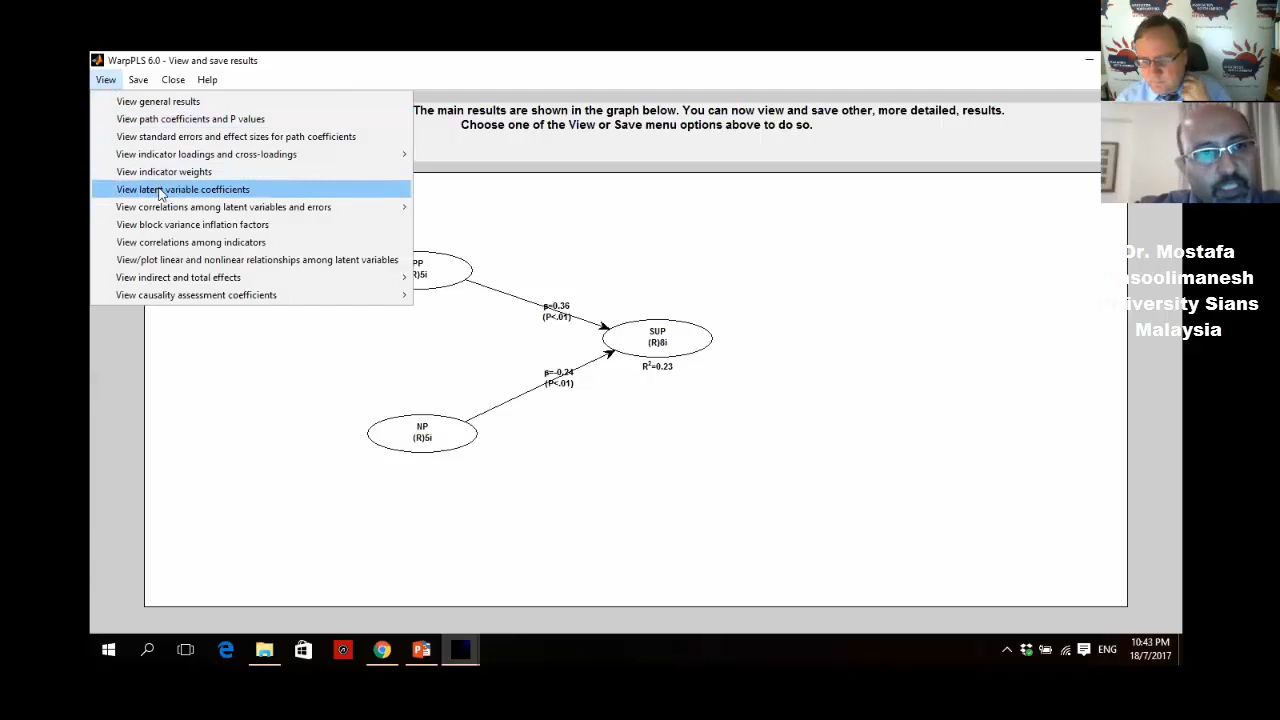 WarpPLS 6.0 - View and save results
View Save Close Help
The main results are shown in the graph below. You can now view and save other, more detailed, results.
Choose one of the View or Save menu options above to do so.
View general results
View path coefficients and P values
View standard errors and effect sizes for path coefficients
View indicator loadings and cross-loadings
View indicator weights
View latent variable coefficients
View correlations among latent variables and errors
View block variance inflation factors
View correlations among indicators
View/plot linear and nonlinear relationships among latent variables
View indirect and total effects
View causality assessment coefficients
PP
R)5i
β=0.36
(P<.01)
SUP
(R)8i
R²=0.23
β=-0.24
(P<.01)
NP
(R)5i
Dr. Mostafa
asoolimanesh
iversity Sians
Malaysia
ENG
10:43 PM
18/7/2017